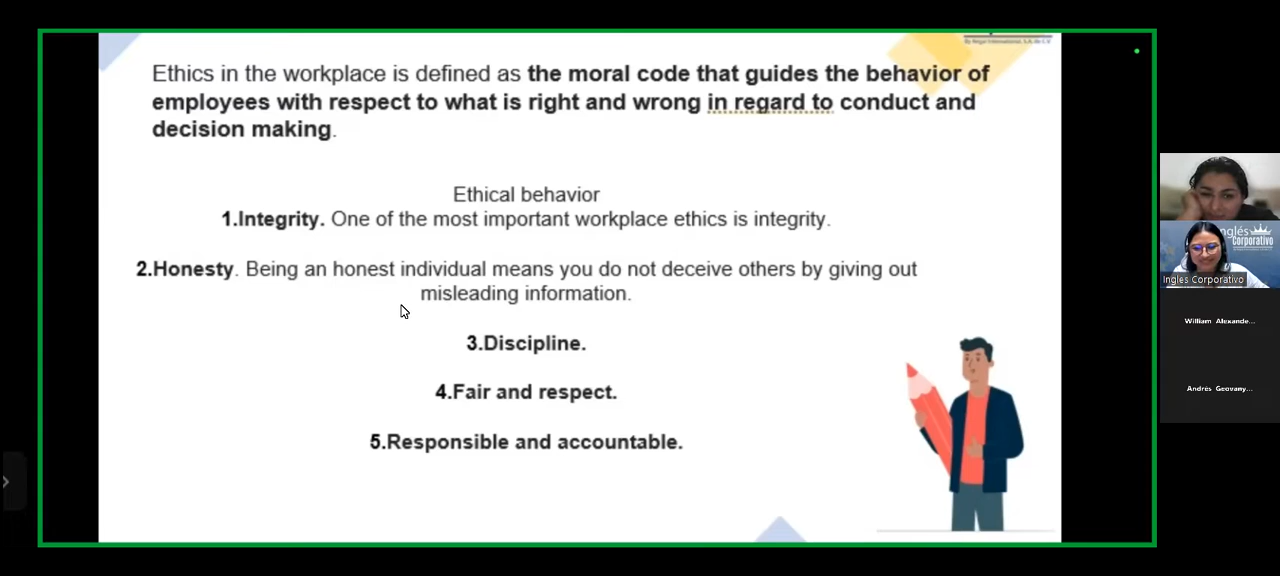 Ethics in the workplace is defined as the moral code that guides the behavior of
employees with respect to what is right and wrong in regard to conduct and
decision making.
Ethical behavior
1.Integrity. One of the most important workplace ethics is integrity.
2.Honesty. Being an honest individual means you do not deceive others by giving out
misleading information.
3.Discipline.
4.Fair and respect.
5.Responsible and accountable.
Inglés
Corporativo
Ingles Corporativo
William Alexande...
Andrés Geovany...